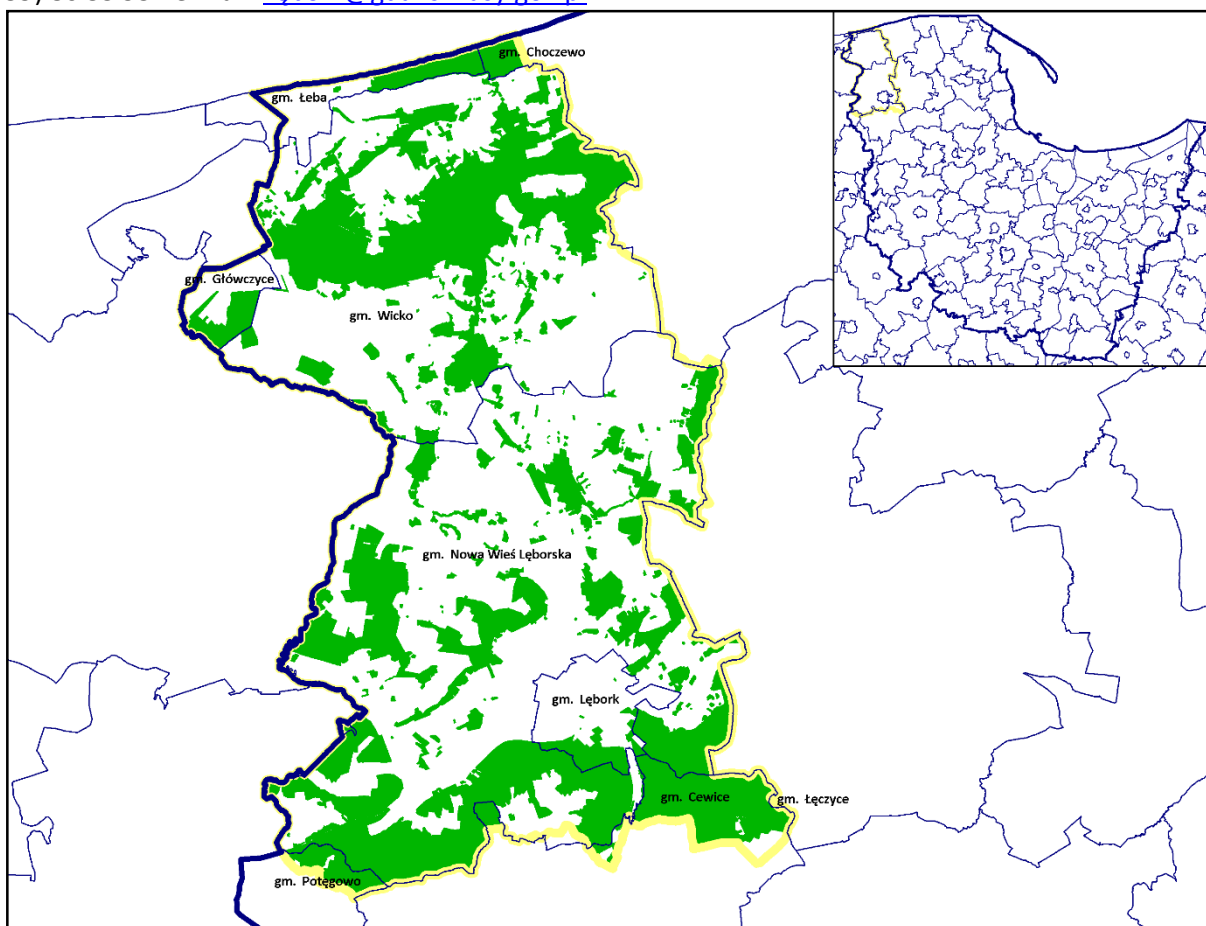 gm. Choczewo
gm. Łeba
gm. Główczyce
gm. Wicko
gm. Nowa Wieś Lęborska
gm. Lębork
gm. Cewice
gm. Łęczyce
gm. Potęgowo